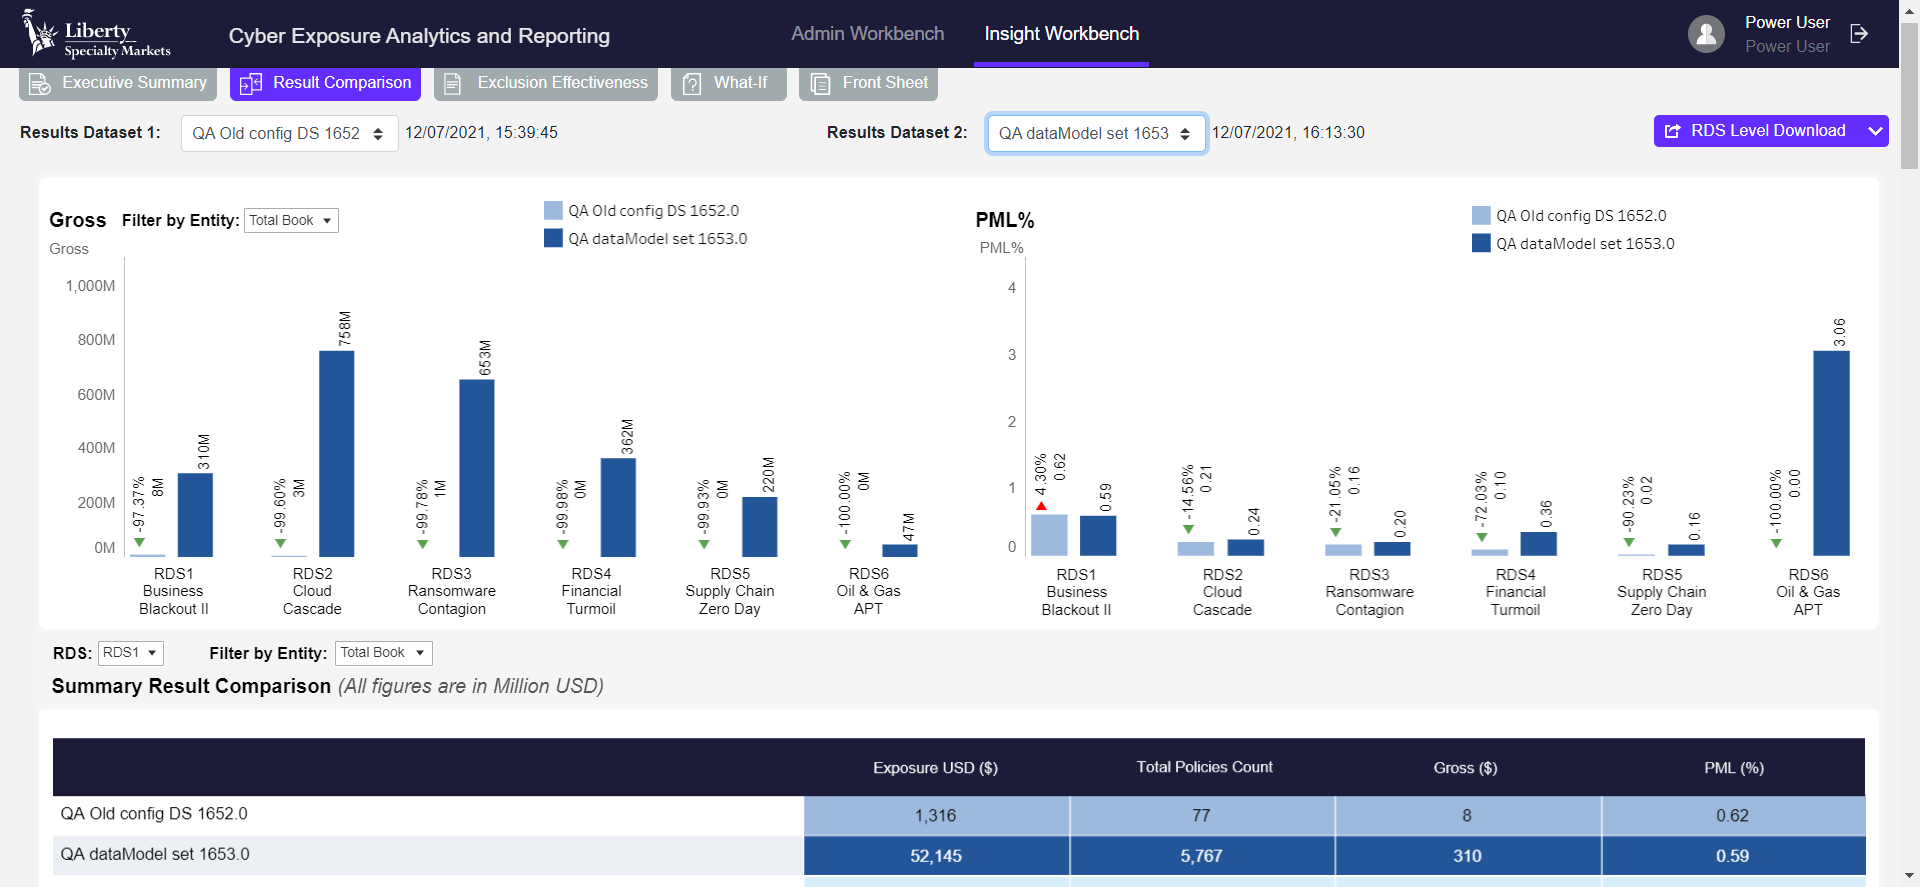 Liberty
Specialty Markets
Cyber Exposure Analytics and Reporting
Admin Workbench
Insight Workbench
Power User
Power User
Executive Summary
Result Comparison
Exclusion Effectiveness
What-If
Front Sheet
Results Dataset 1:
QA Old config DS 1652
12/07/2021, 15:39:45
Results Dataset 2:
QA dataModel set 1653
12/07/2021, 16:13:30
RDS Level Download
Gross
Filter by Entity:
Total Book
QA Old config DS 1652.0
QA dataModel set 1653.0
Gross
1,000M
800M
600M
400M
200M
0M
-97.37%
8M
310M
-99.60%
3M
758M
-99.78%
1M
653M
-99.98%
0M
362M
-99.93%
0M
220M
-100.00%
0M
47M
RDS1
Business
Blackout II
RDS2
Cloud
Cascade
RDS3
Ransomware
Contagion
RDS4
Financial
Turmoil
RDS5
Supply Chain
Zero Day
RDS6
Oil & Gas
APT
PML%
QA Old config DS 1652.0
QA dataModel set 1653.0
PML%
4
3
2
1
0
4.30%
0.62
0.59
-14.56%
0.21
0.24
-21.05%
0.16
0.20
-72.03%
0.10
0.36
-90.23%
0.02
0.16
-100.00%
0.00
3.06
RDS1
Business
Blackout II
RDS2
Cloud
Cascade
RDS3
Ransomware
Contagion
RDS4
Financial
Turmoil
RDS5
Supply Chain
Zero Day
RDS6
Oil & Gas
APT
RDS:
RDS1
Filter by Entity:
Total Book
Summary Result Comparison (All figures are in Million USD)
Exposure USD ($)
Total Policies Count
Gross ($)
PML (%)
QA Old config DS 1652.0
1,316
77
8
0.62
QA dataModel set 1653.0
52,145
5,767
310
0.59